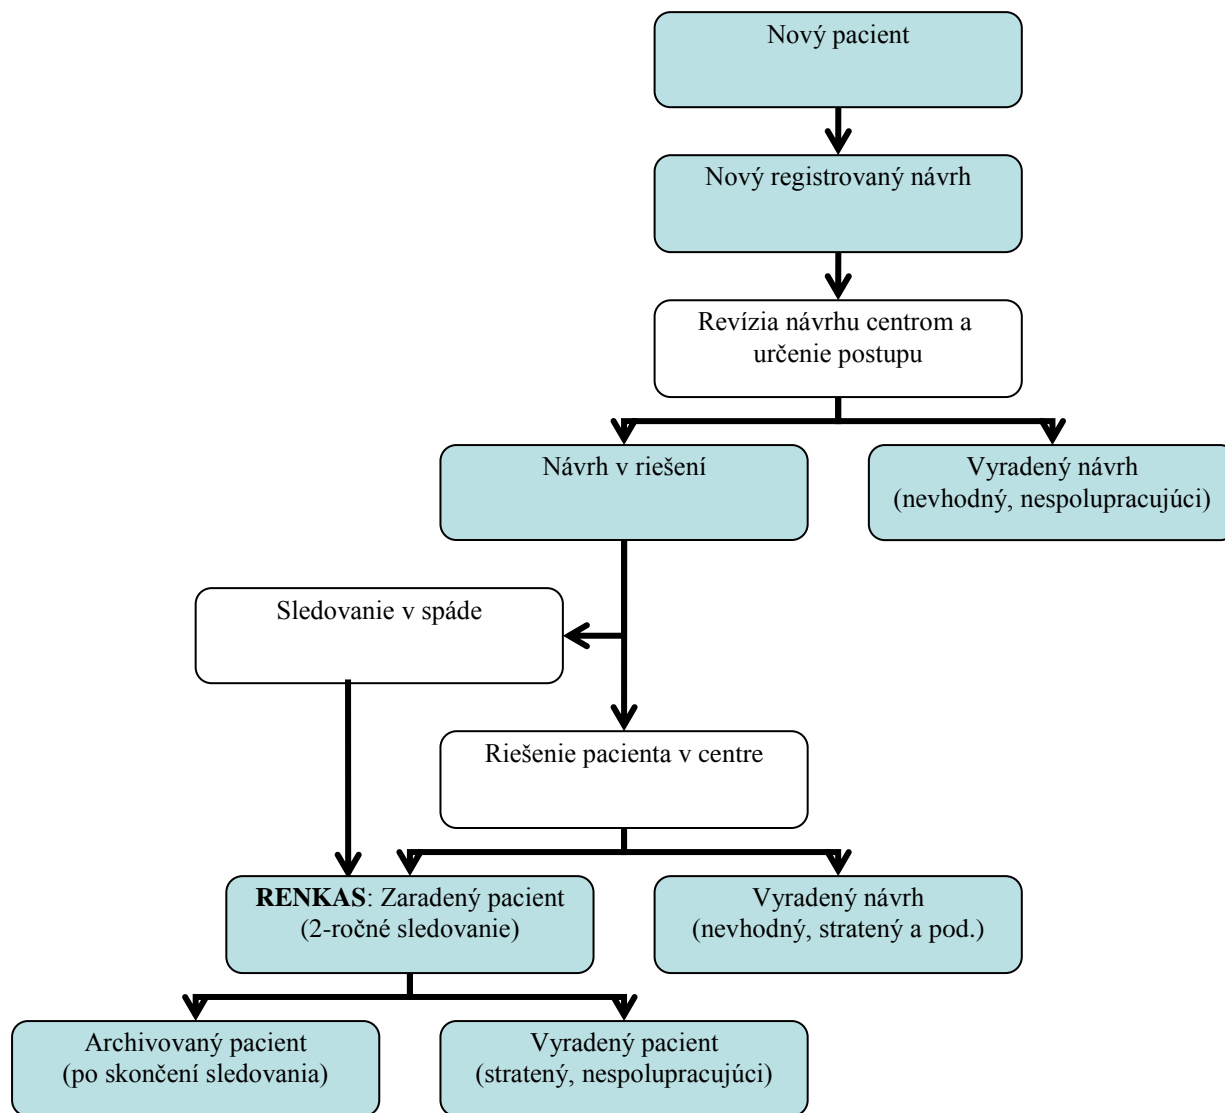 Nový pacient
Nový registrovaný návrh
Revízia návrhu centrom a
určenie postupu
Návrh v riešení
Vyradený návrh
(nevhodný, nespolupracujúci)
Sledovanie v spáde
Riešenie pacienta v centre
RENKAS: Zaradený pacient
(2-ročné sledovanie)
Vyradený návrh
(nevhodný, stratený a pod.)
Archivovaný pacient
(po skončení sledovania)
Vyradený pacient
(stratený, nespolupracujúci)